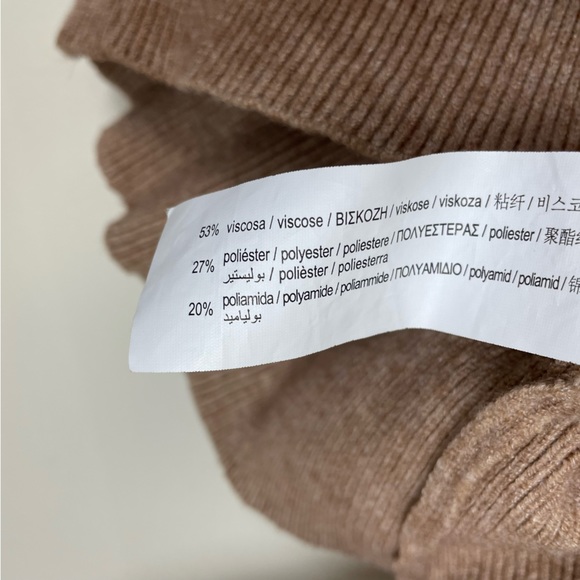 53% viscosa / viscose / ΒΙΣΚΟΖΗ / viskose / viskoza / 粘纤 / 비스코
27% poliéster / polyester / poliestere / ΠΟΛΥΕΣΤΕΡΑΣ / poliester / 聚酯
بوليستير / polièster / poliesterra
20% poliamida / polyamide / poliammide / ΠΟΛΥΑΜΙΔΙΟ / polyamid / poliamid / 锦
بولياميد